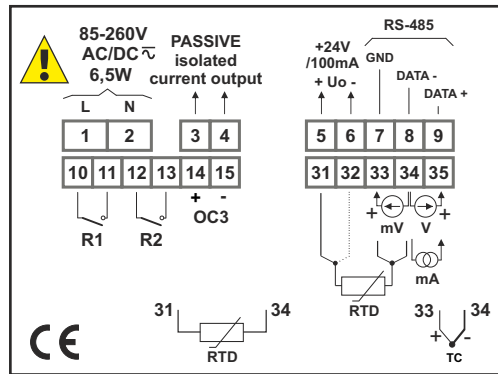 85-260V
AC/DC
6,5W
L N
PASSIVE
isolated
current output
+24V
/100mA
+ Uo -
RS-485
GND
DATA -
DATA +
1 2 3 4 5 6 7 8 9
10 11 12 13 14 15 31 32 33 34 35
R1 R2
+ -
OC3
+ +
mV V
mA
RTD
31 34
RTD
33 34
+ -
TC
CE